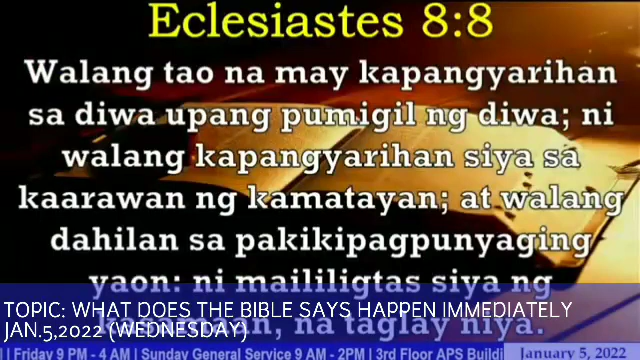 Eclesiastes 8:8
Walang tao na may kapangyarihan
sa diwa upang pumigil ng diwa; ni
walang kapangyarihan siya sa
kaarawan ng kamatayan; at walang
dahilan sa pakikipagpunyaging
yaon: ni maililigtas siya ng
na taglay niya.
TOPIC: WHAT DOES THE BIBLE SAYS HAPPEN IMMEDIATELY
JAN.5,2022 (WEDNESDAY)
| Friday 9 PM - 4 AM | Sunday General Service 9 AM - 2PM | 3rd Floor APS Buildi
January 5, 2022